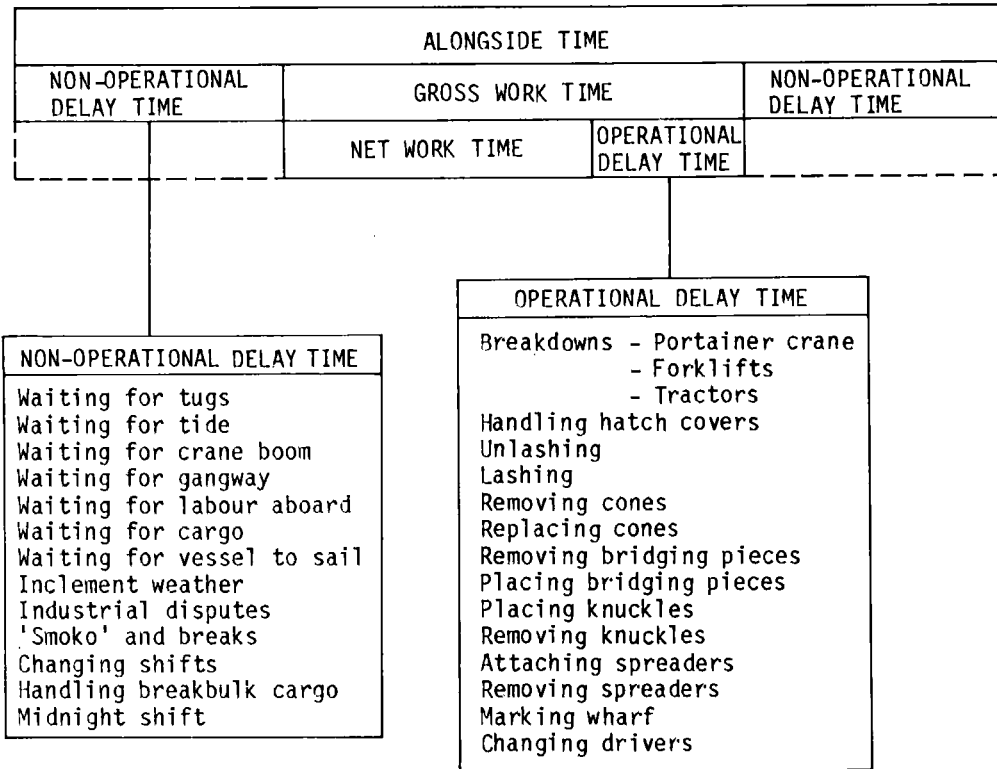 ALONGSIDE TIME
NON-OPERATIONAL
DELAY TIME
GROSS WORK TIME
NON-OPERATIONAL
DELAY TIME
NET WORK TIME
OPERATIONAL
DELAY TIME
NON-OPERATIONAL DELAY TIME
Waiting for tugs
Waiting for tide
Waiting for crane boom
Waiting for gangway
Waiting for labour aboard
Waiting for cargo
Waiting for vessel to sail
Inclement weather
Industrial disputes
'Smoko' and breaks
Changing shifts
Handling breakbulk cargo
Midnight shift
OPERATIONAL DELAY TIME
Breakdowns - Portainer crane
- Forklifts
- Tractors
Handling hatch covers
Unlashing
Lashing
Removing cones
Replacing cones
Removing bridging pieces
Placing bridging pieces
Placing knuckles
Removing knuckles
Attaching spreaders
Removing spreaders
Marking wharf
Changing drivers